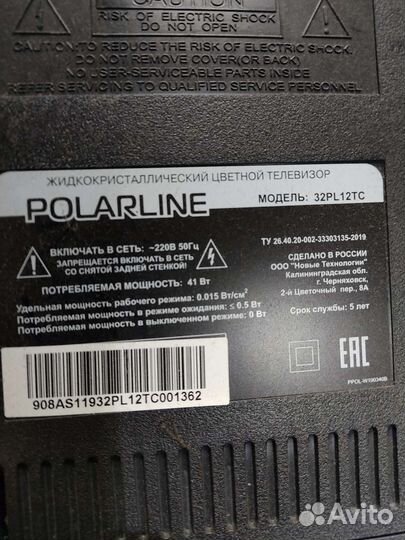 CAUTION
RISK OF ELECTRIC SHOCK
DO NOT OPEN
CAUTION:TO REDUCE THE RISK OF ELECTRIC SHOCK.
DO NOT REMOVE COVER(OR BACK)
NO USER-SERVICEABLE PARTS INSIDE
REFER SERVICING TO QUALIFIED SERVICE PERSONNEL
ЖИДКОКРИСТАЛЛИЧЕСКИЙ ЦВЕТНОЙ ТЕЛЕВИЗОР
POLARLINE
МОДЕЛЬ: 32PL12TC
ВКЛЮЧАТЬ В СЕТЬ: ~220В 50Гц
ЗАПРЕЩАЕТСЯ ВКЛЮЧАТЬ В СЕТЬ
СО СНЯТОЙ ЗАДНЕЙ СТЕНКОЙ!
ПОТРЕБЛЯЕМАЯ МОЩНОСТЬ: 41 Вт
Удельная мощность рабочего режима: 0.015 Вт/см²
Потребляемая мощность в режиме ожидания: ≤ 0.5 Вт
Потребляемая мощность в выключенном режиме: 0 Вт
ТУ 26.40.20-002-33303135-2019
СДЕЛАНО В РОССИИ
ООО "Новые Технологии"
Калининградская обл.
г. Черняховск,
2-й Цветочный пер., 8А
Срок службы: 5 лет
EAC
PPOL-W190340B
908AS11932PL12TC001362
Avito